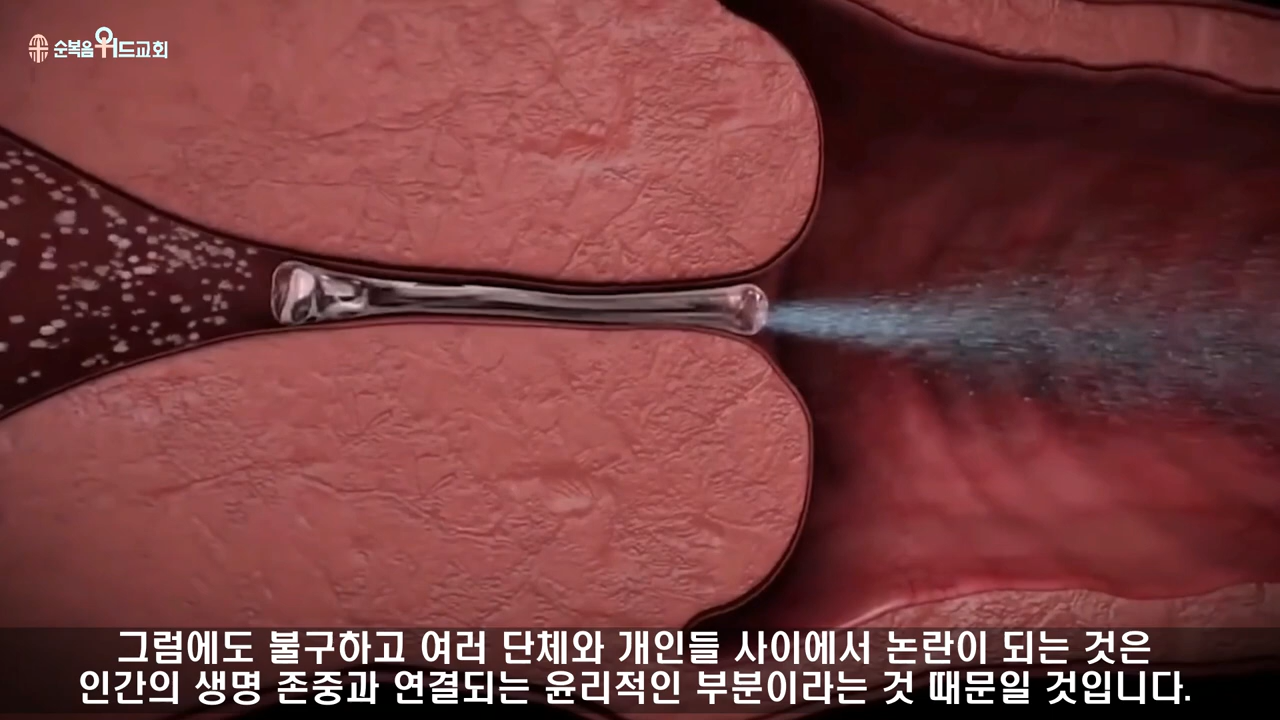 순복음위드교회
그럼에도 불구하고 여러 단체와 개인들 사이에서 논란이 되는 것은
인간의 생명 존중과 연결되는 윤리적인 부분이라는 것 때문일 것입니다.